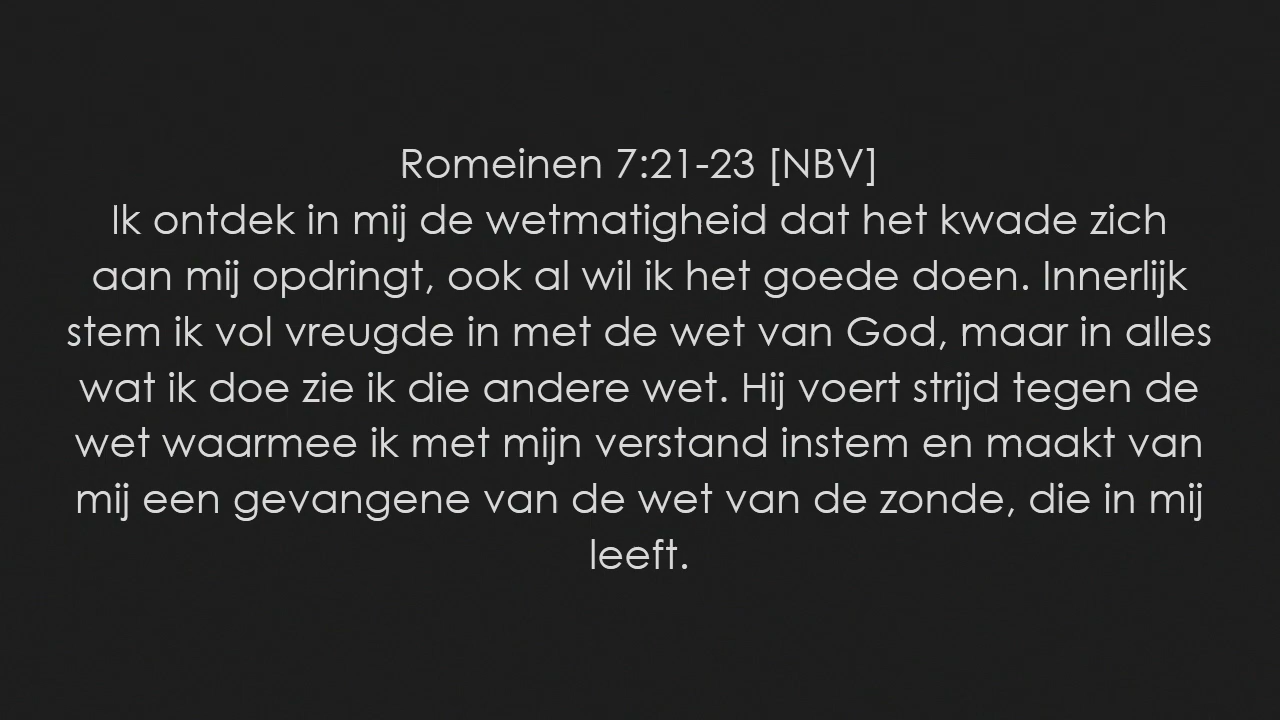 Romeinen 7:21-23 [NBV]
Ik ontdek in mij de wetmatigheid dat het kwade zich
aan mij opdringt, ook al wil ik het goede doen. Innerlijk
stem ik vol vreugde in met de wet van God, maar in alles
wat ik doe zie ik die andere wet. Hij voert strijd tegen de
wet waarmee ik met mijn verstand instem en maakt van
mij een gevangene van de wet van de zonde, die in mij
leeft.